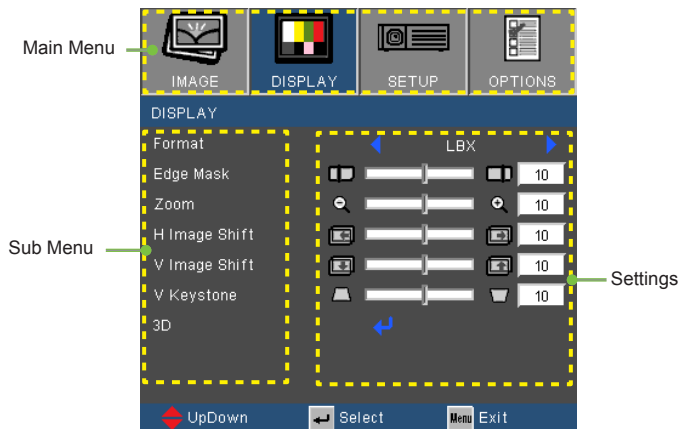 Main Menu
IMAGE DISPLAY SETUP OPTIONS
DISPLAY
Format LBX
Edge Mask 10
Zoom 10
H Image Shift 10
Sub Menu
V Image Shift 10
Settings
V Keystone 10
3D
UpDown Select Menu Exit